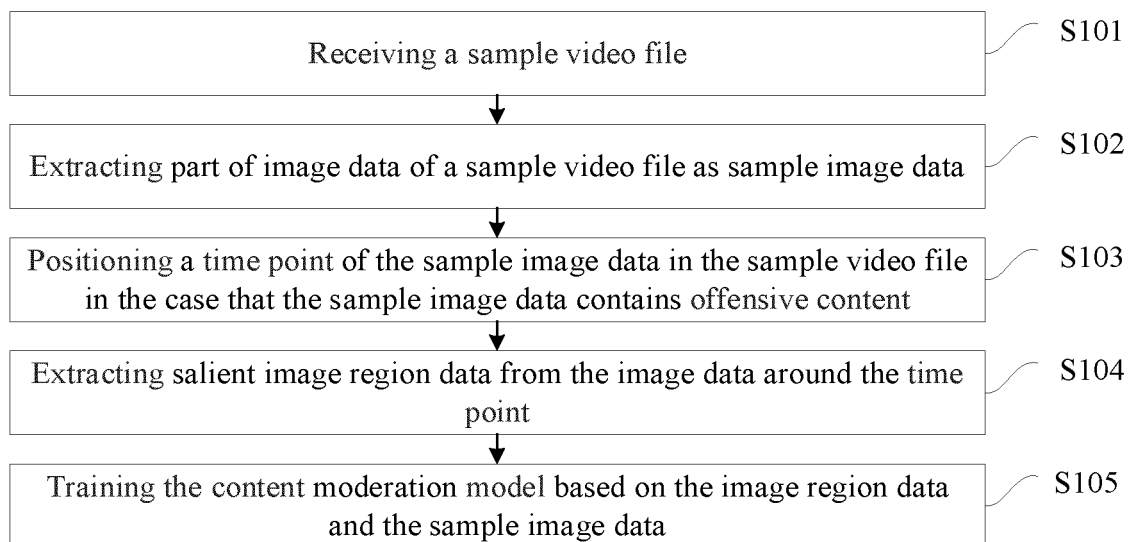 Receiving a sample video file
S101
Extracting part of image data of a sample video file as sample image data
S102
Positioning a time point of the sample image data in the sample video file
in the case that the sample image data contains offensive content
S103
Extracting salient image region data from the image data around the time
point
S104
Training the content moderation model based on the image region data
and the sample image data
S105